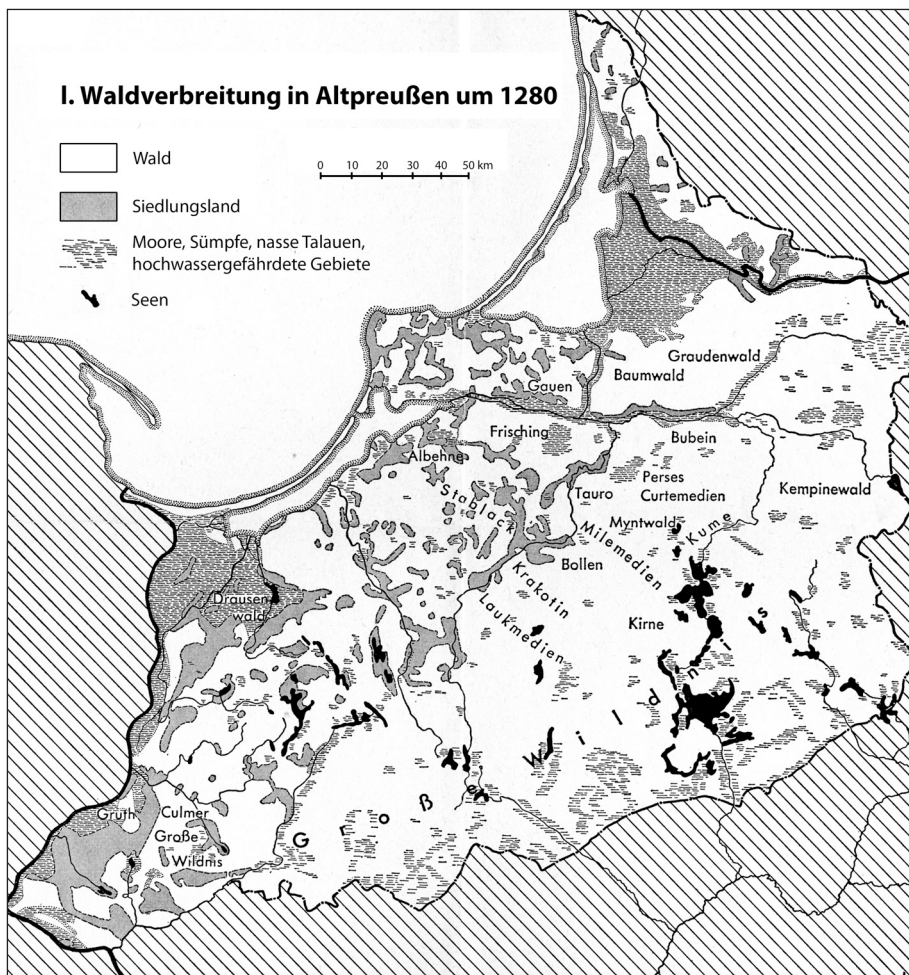 I. Waldverbreitung in Altpreußen um 1280
Wald
0 10 20 30 40 50 km
Siedlungsland
Moore, Sümpfe, nasse Talauen,
hochwassergefährdete Gebiete
Seen
Graudenwald
Baumwald
Gauen
Frisching
Bubein
Albehne
Perses
Curtemedien
Kempinewald
Tauro
Stablack
Myntwald
Kume
Milemedien
Bollen
Krakotin
Laukmedien
Kirne
Drausen
wald
Große Wildnis
Gruth
Culmer
Große
Wildnis